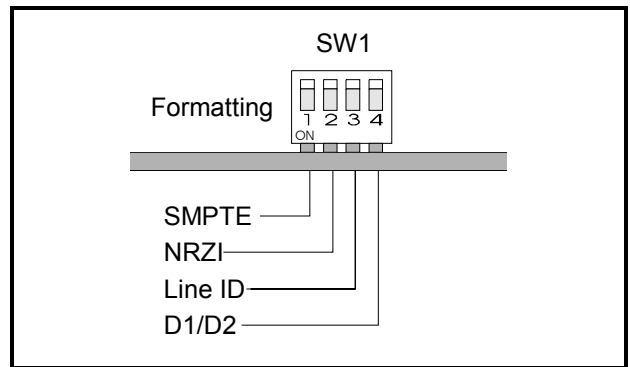 SW1
Formatting
1 2 3 4
ON
SMPTE
NRZI
Line ID
D1/D2